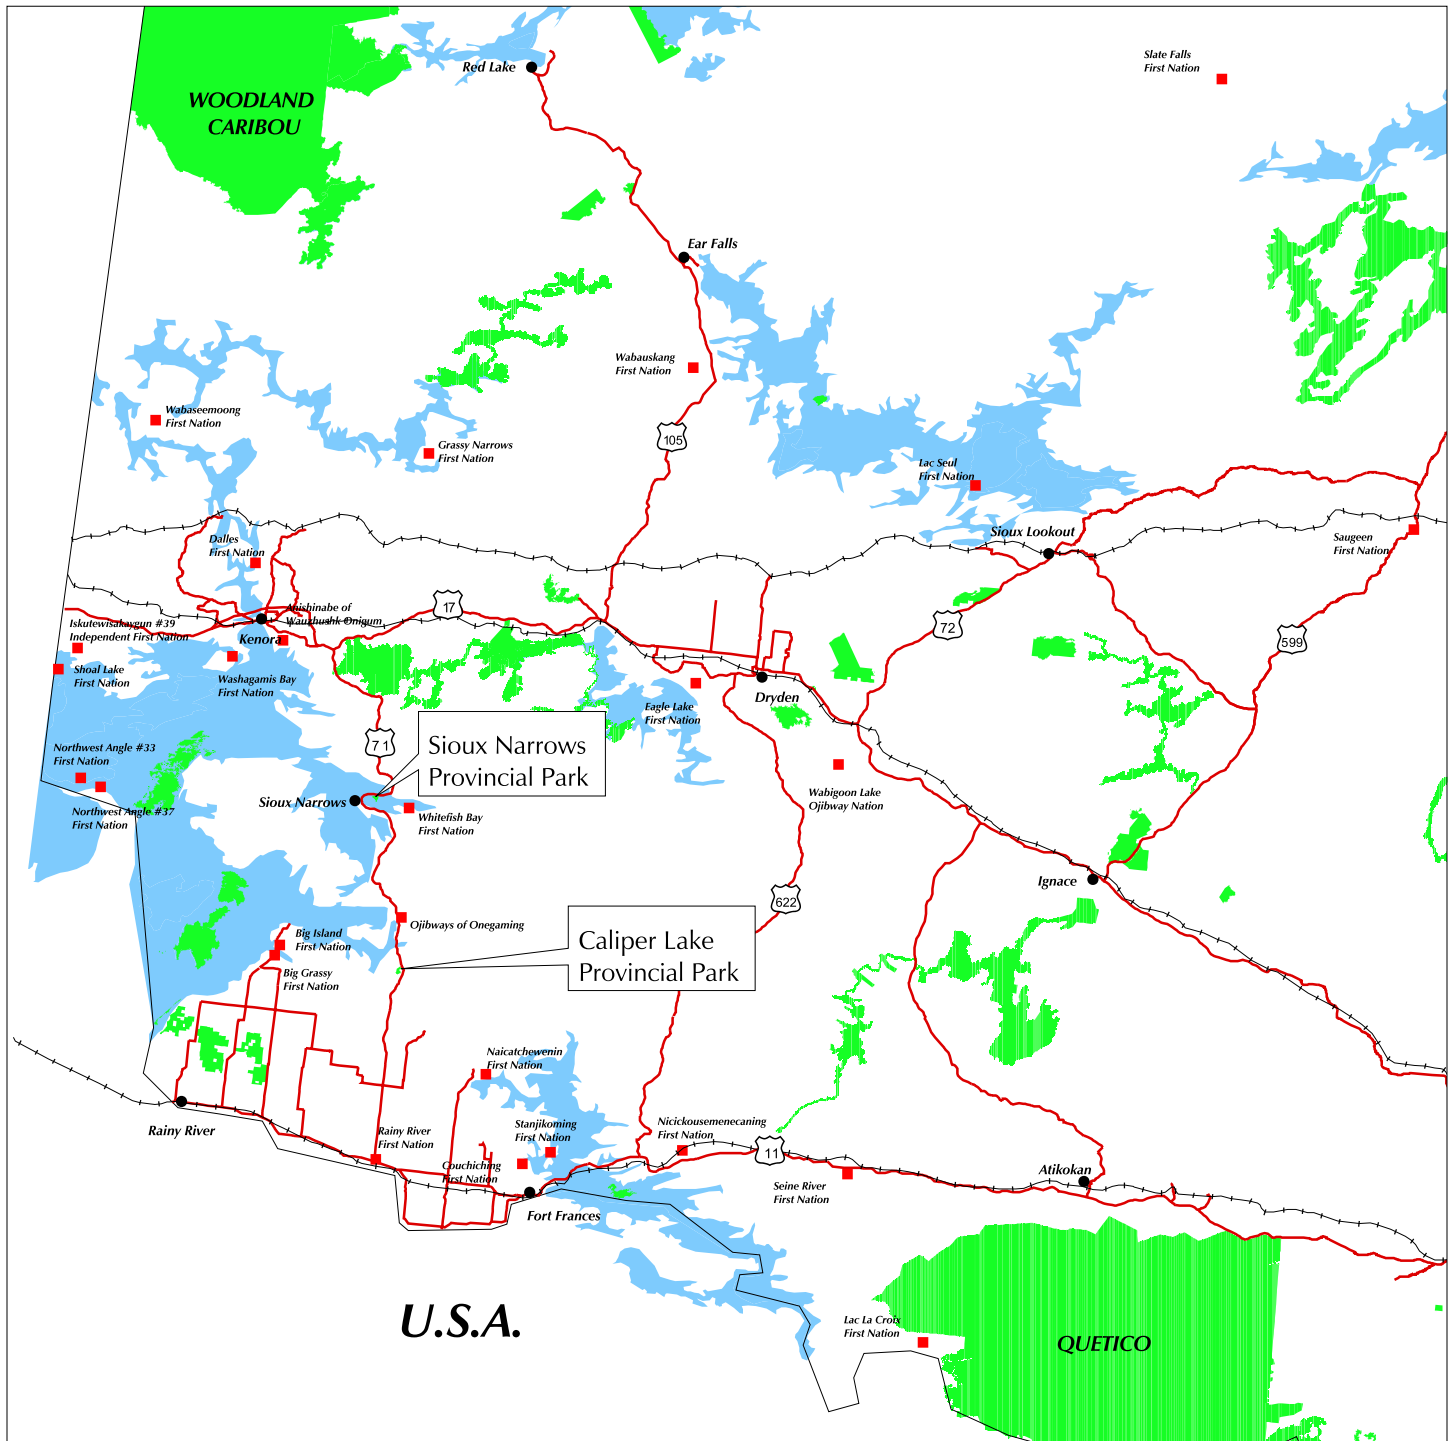 Slate Falls
First Nation
Red Lake
WOODLAND
CARIBOU
Ear Falls
Wabauskang
First Nation
Wabaseemoong
First Nation
Grassy Narrows
First Nation
105
Lac Seul
First Nation
Sioux Lookout
Saugeen
First Nation
Dalles
First Nation
17
Anishinabe of
Wauzhushk Onigum
Iskutewisakaygun #39
Independent First Nation
Kenora
72
599
Shoal Lake
First Nation
Washagamis Bay
First Nation
Eagle Lake
First Nation
Dryden
71
Sioux Narrows
Provincial Park
Northwest Angle #33
First Nation
Sioux Narrows
Northwest Angle #37
First Nation
Whitefish Bay
First Nation
Wabigoon Lake
Ojibway Nation
Ignace
622
Ojibways of Onegaming
Big Island
First Nation
Caliper Lake
Provincial Park
Big Grassy
First Nation
Naicatchewenin
First Nation
Rainy River
Rainy River
First Nation
Stanjikoming
First Nation
Nicickousemenecaning
First Nation
11
Couchiching
First Nation
Seine River
First Nation
Atikokan
Fort Frances
U.S.A.
Lac La Croix
First Nation
QUETICO